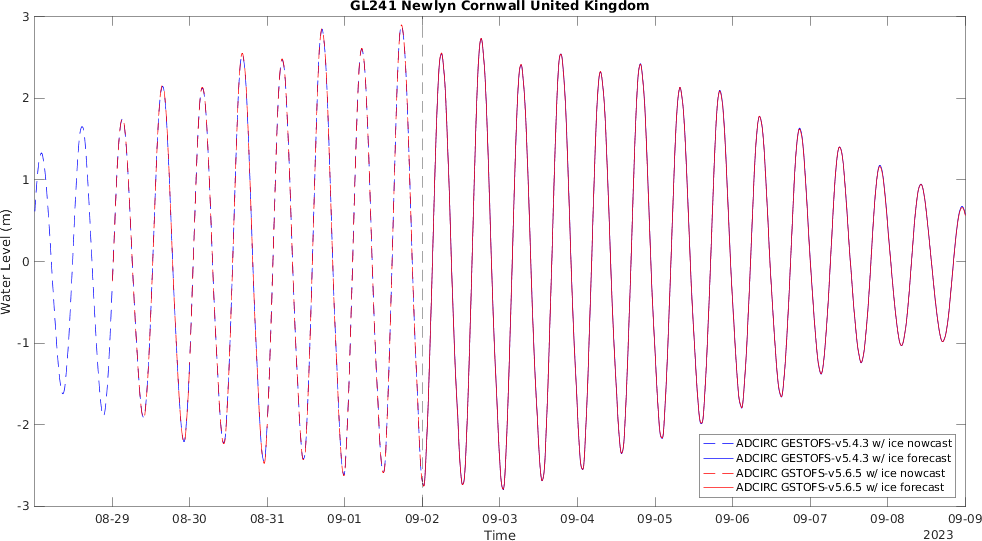 GL241 Newlyn Cornwall United Kingdom
3
2
1
0
-1
-2
-3
Water Level (m)
08-29
08-30
08-31
09-01
09-02
09-03
09-04
09-05
09-06
09-07
09-08
09-09
Time
2023
ADCIRC GESTOFS-v5.4.3 w/ ice nowcast
ADCIRC GESTOFS-v5.4.3 w/ ice forecast
ADCIRC GSTOFS-v5.6.5 w/ ice nowcast
ADCIRC GSTOFS-v5.6.5 w/ ice forecast